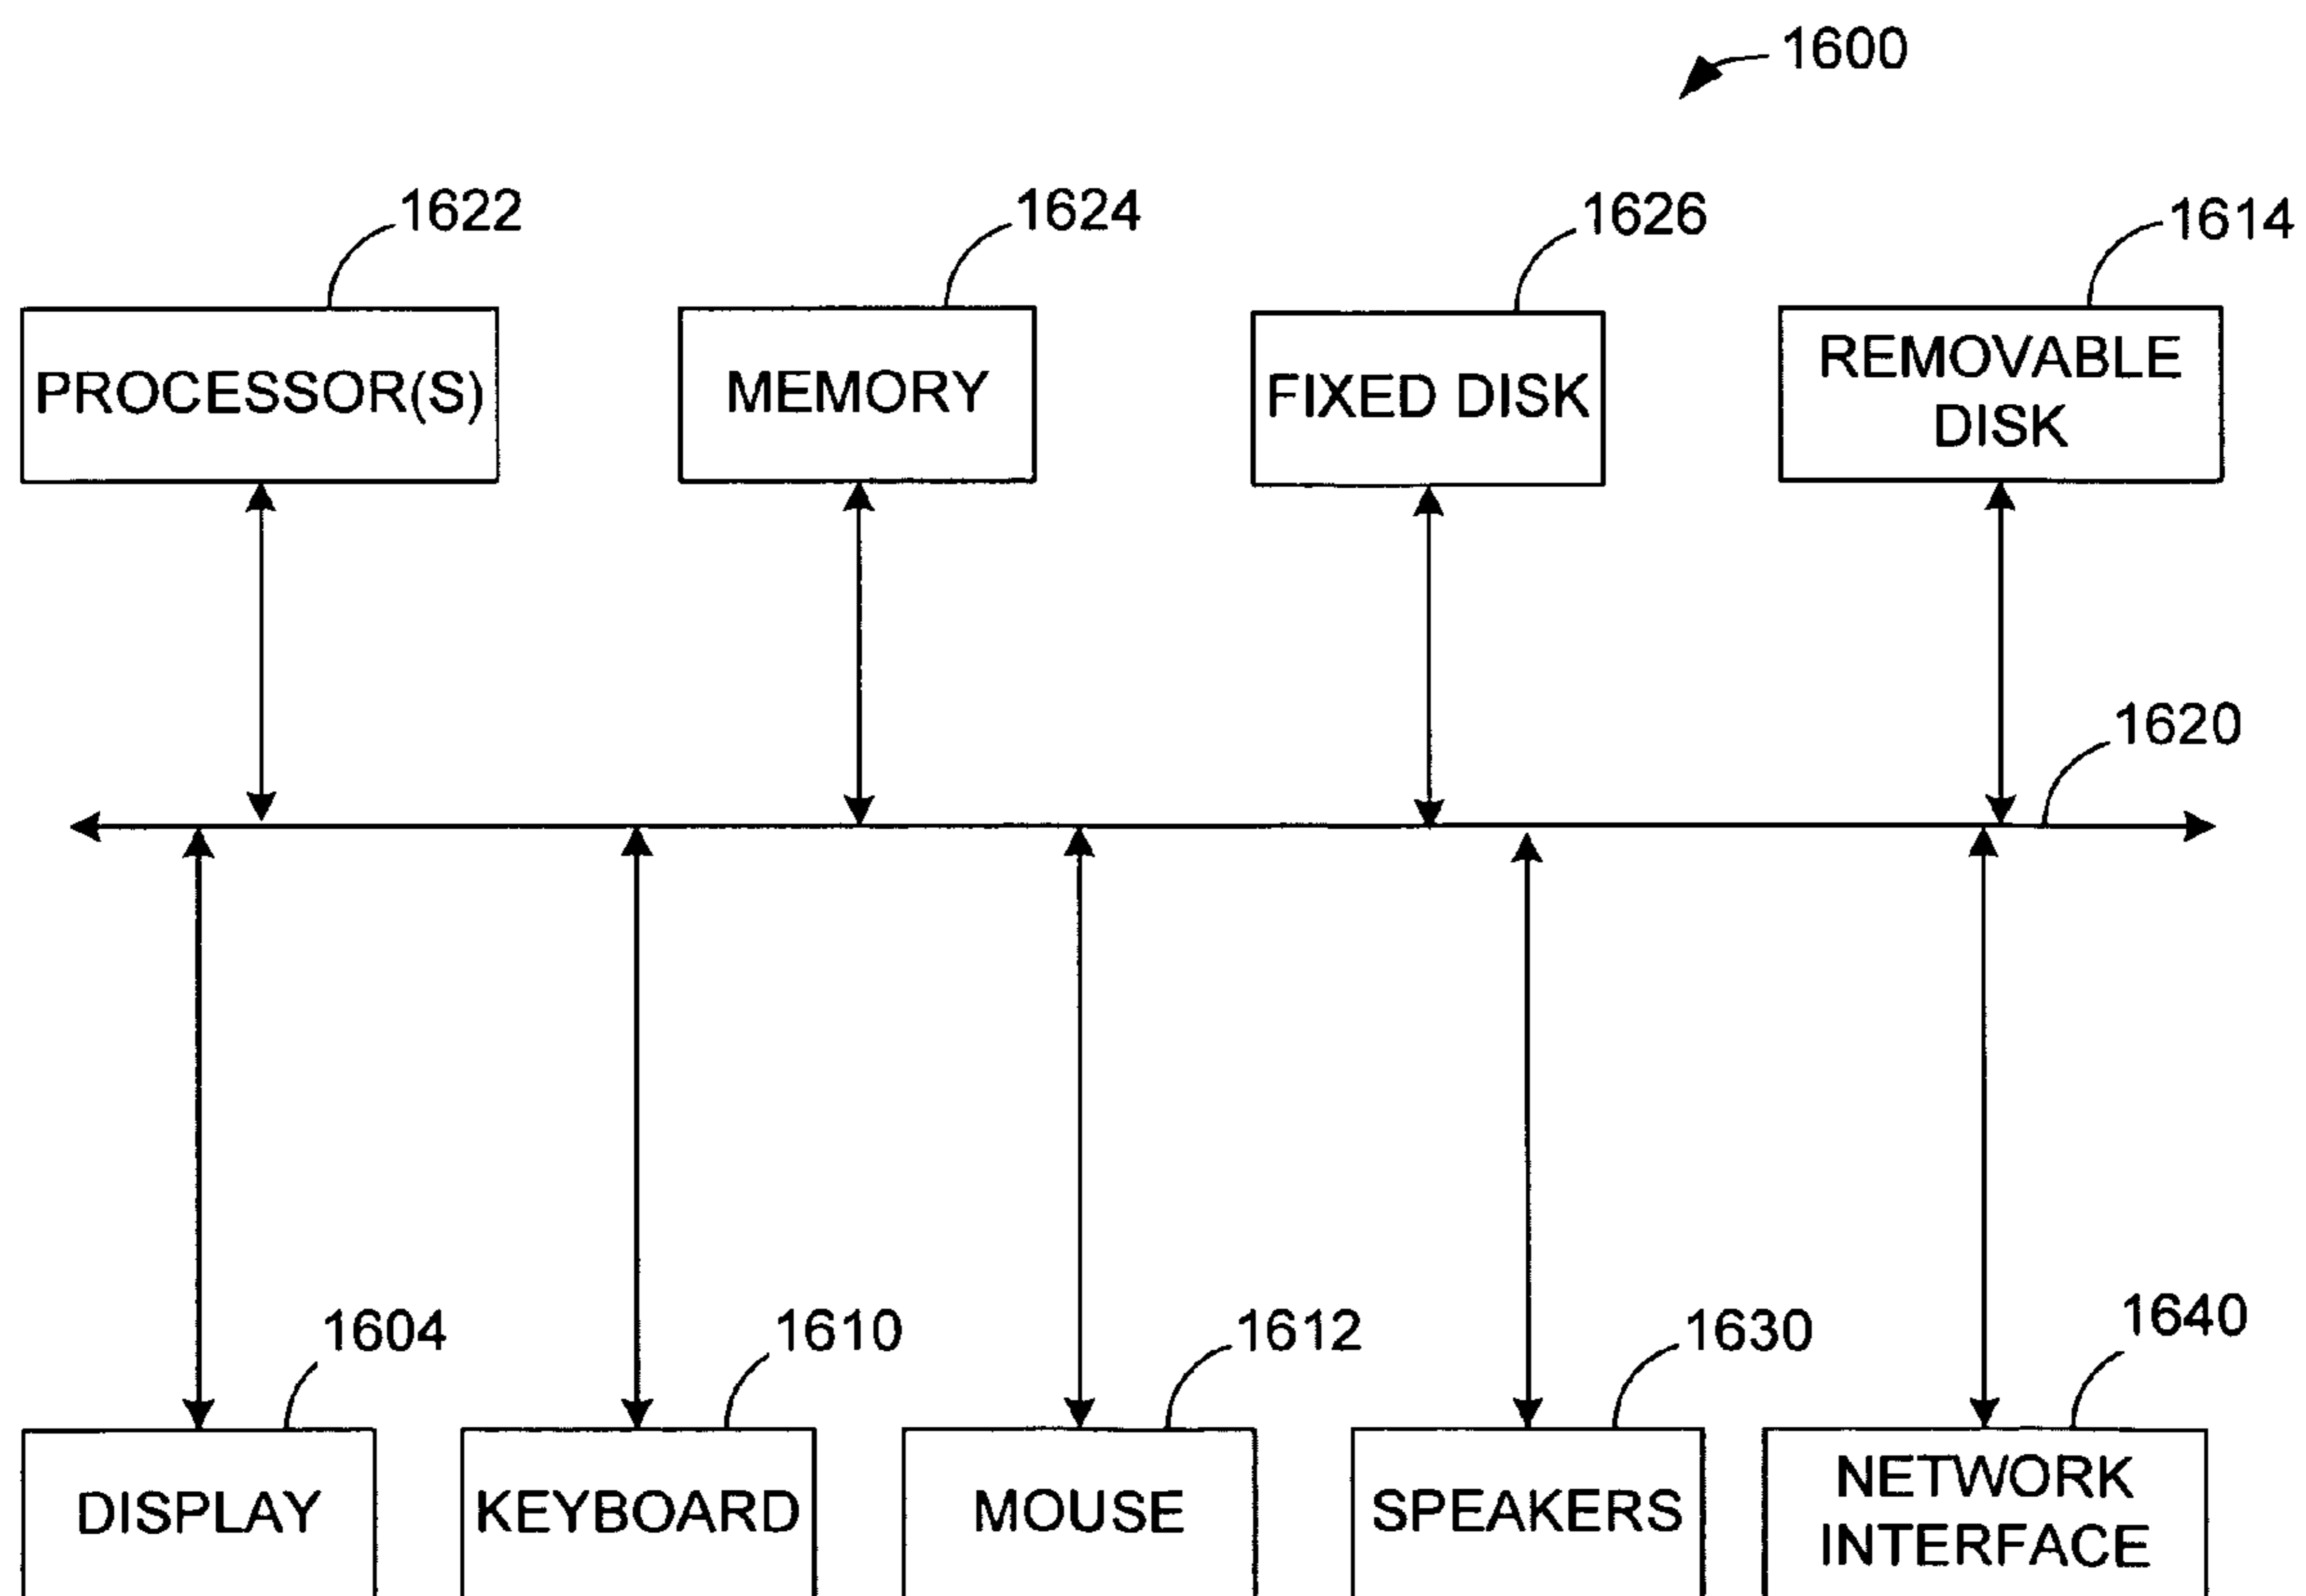 1600
1622
1624
1626
1614
PROCESSOR(S)
MEMORY
FIXED DISK
REMOVABLE
DISK
1620
1604
1610
1612
1630
1640
DISPLAY
KEYBOARD
MOUSE
SPEAKERS
NETWORK
INTERFACE